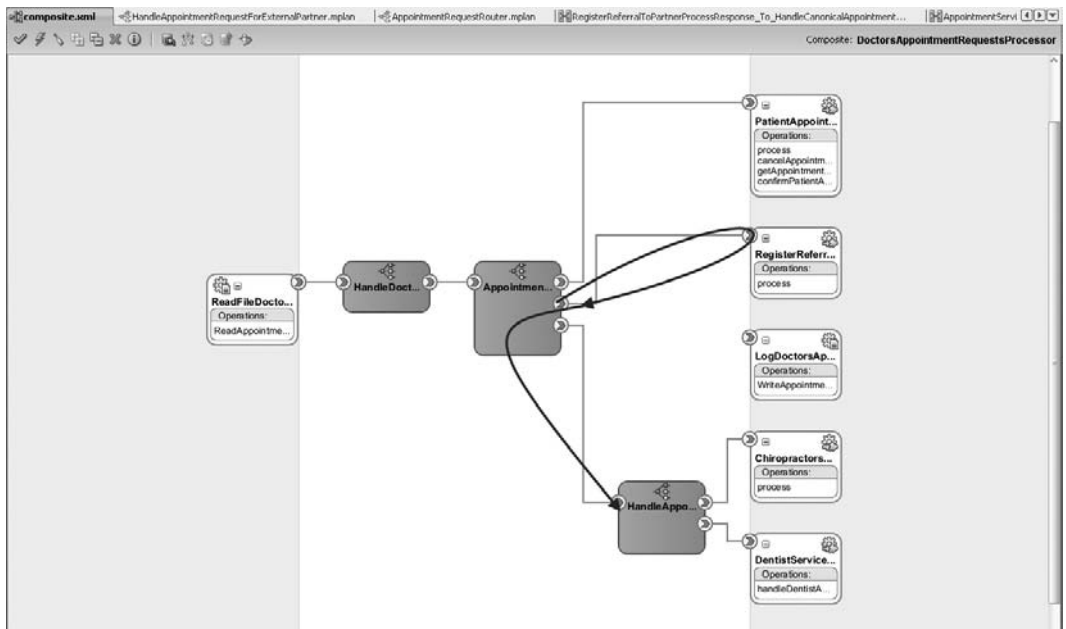 composite.xml
HandleAppointmentRequestForExternalPartner.mplan
AppointmentRequestRouter.mplan
RegisterReferralToPartnerProcessResponse_To_HandleCanonicalAppointment...
AppointmentServi
Composite: DoctorsAppointmentRequestsProcessor
PatientAppoint...
Operations:
process
cancelAppointm...
getAppointment...
confirmPatientA...
RegisterReferr...
Operations:
process
ReadFileDocto...
Operations:
ReadAppointme...
HandleDoct...
Appointmen...
LogDoctorsAp...
Operations:
WriteAppointme...
Chiropractors...
Operations:
process
HandleAppo...
DentistService...
Operations:
handleDentistA...